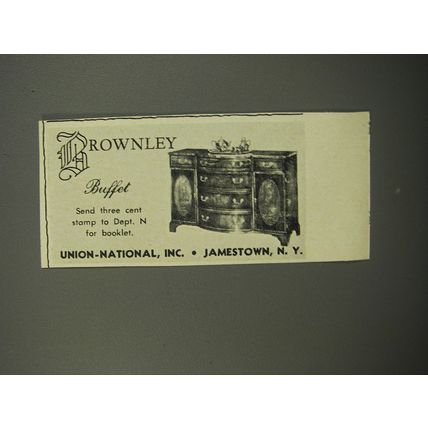 BROWNLEY
Buffet
Send three cent
stamp to Dept. N
for booklet.
UNION-NATIONAL, INC. • JAMESTOWN, N. Y.